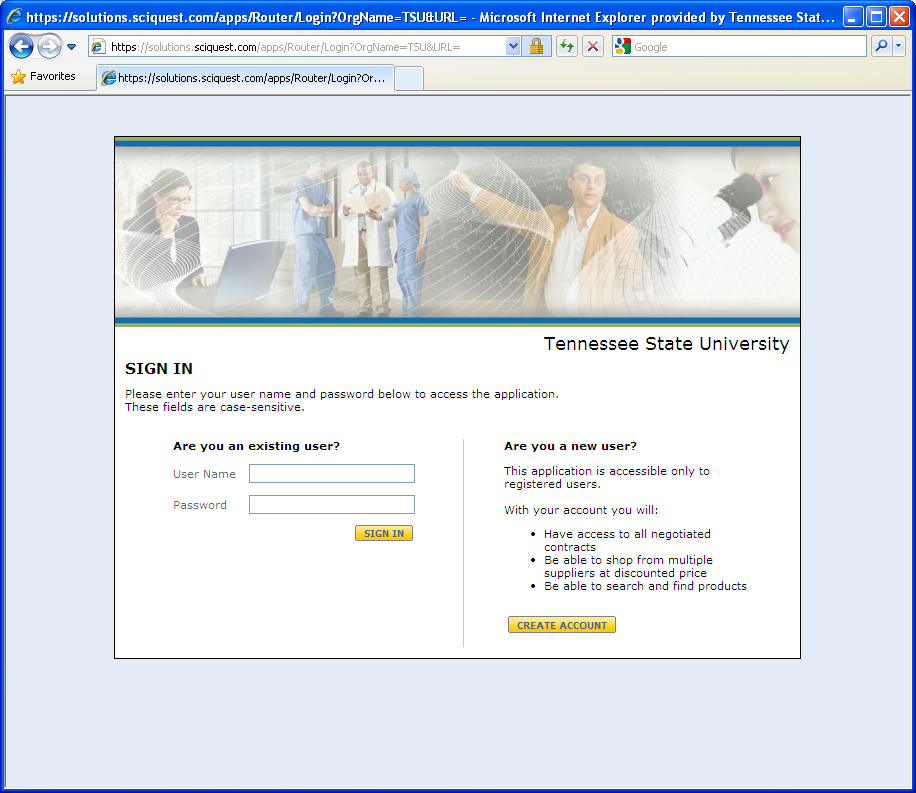 https://solutions.sciquest.com/apps/Router/Login?OrgName=TSU&URL= - Microsoft Internet Explorer provided by Tennessee Stat...
https://solutions.sciquest.com/apps/Router/Login?OrgName=TSU&URL=
Google
Favorites
https://solutions.sciquest.com/apps/Router/Login?Or...
Tennessee State University
SIGN IN
Please enter your user name and password below to access the application.
These fields are case-sensitive.
Are you an existing user?
User Name
Password
SIGN IN
Are you a new user?
This application is accessible only to
registered users.
With your account you will:
• Have access to all negotiated
contracts
• Be able to shop from multiple
suppliers at discounted price
• Be able to search and find products
CREATE ACCOUNT